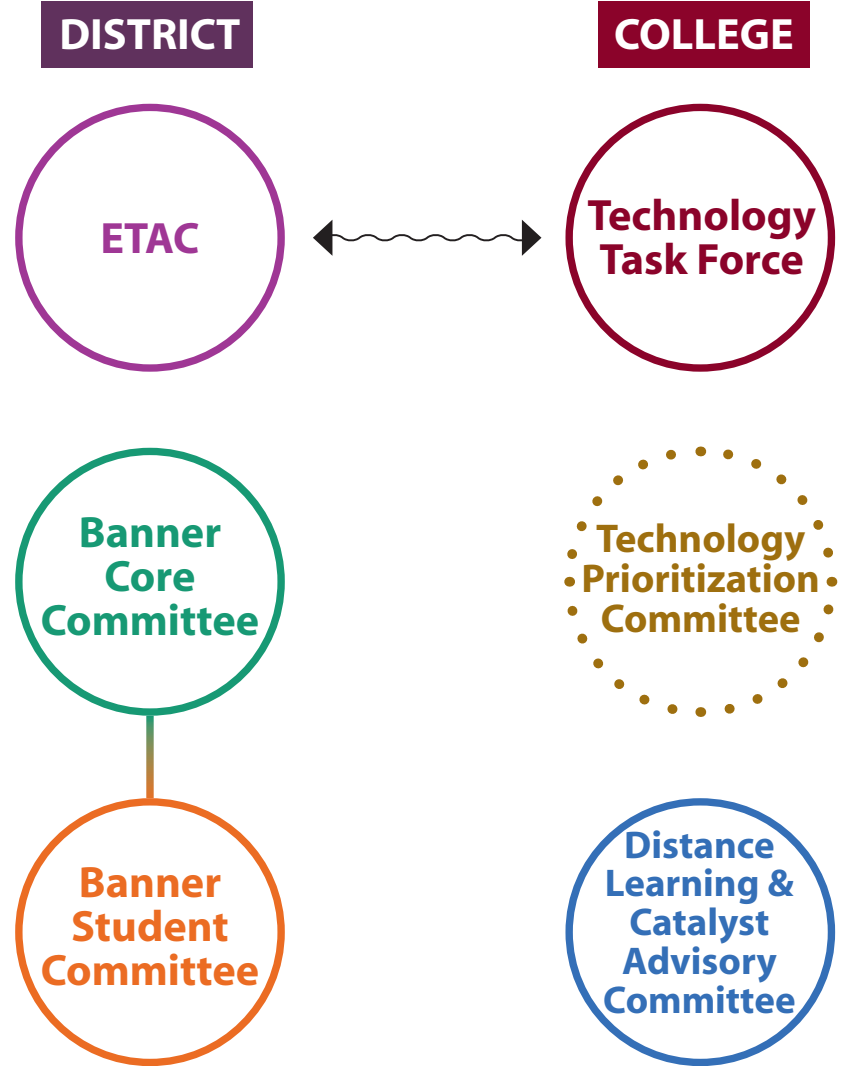 DISTRICT
COLLEGE
ETAC
Technology
Task Force
Banner
Core
Committee
Technology
Prioritization
Committee
Banner
Student
Committee
Distance
Learning &
Catalyst
Advisory
Committee